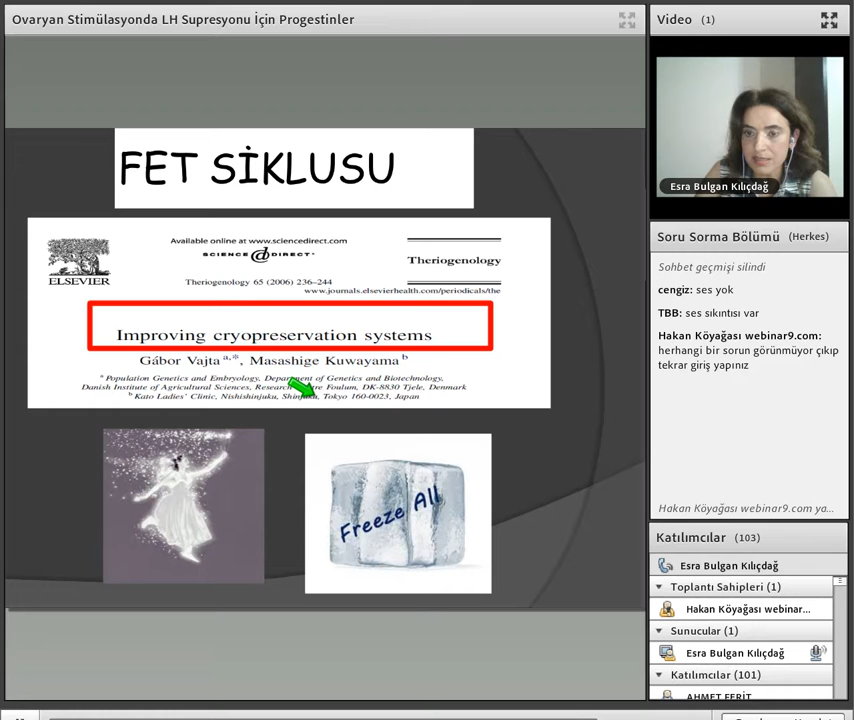 Ovaryan Stimülasyonda LH Supresyonu İçin Progestinler
FET SİKLUSU
ELSEVIER
Available online at www.sciencedirect.com
SCIENCE DIRECT®
Theriogenology
Theriogenology 65 (2006) 236–244
www.journals.elsevierhealth.com/periodicals/the
Improving cryopreservation systems
Gábor Vajta a,*, Masashige Kuwayama b
a Population Genetics and Embryology, Department of Genetics and Biotechnology,
Danish Institute of Agricultural Sciences, Research Centre Foulum, DK-8830 Tjele, Denmark
b Kato Ladies' Clinic, Nishishinjuku, Shinjuku, Tokyo 160-0023, Japan
Freeze All
Video (1)
Esra Bulgan Kılıçdağ
Soru Sorma Bölümü (Herkes)
Sohbet geçmişi silindi
cengiz: ses yok
TBB: ses sıkıntısı var
Hakan Köyağası webinar9.com:
herhangi bir sorun görünmüyor çıkıp
tekrar giriş yapınız
Hakan Köyağası webinar9.com ya...
Katılımcılar (103)
Esra Bulgan Kılıçdağ
Toplantı Sahipleri (1)
Hakan Köyağası webinar...
Sunucular (1)
Esra Bulgan Kılıçdağ
Katılımcılar (101)
AHMET FERİT